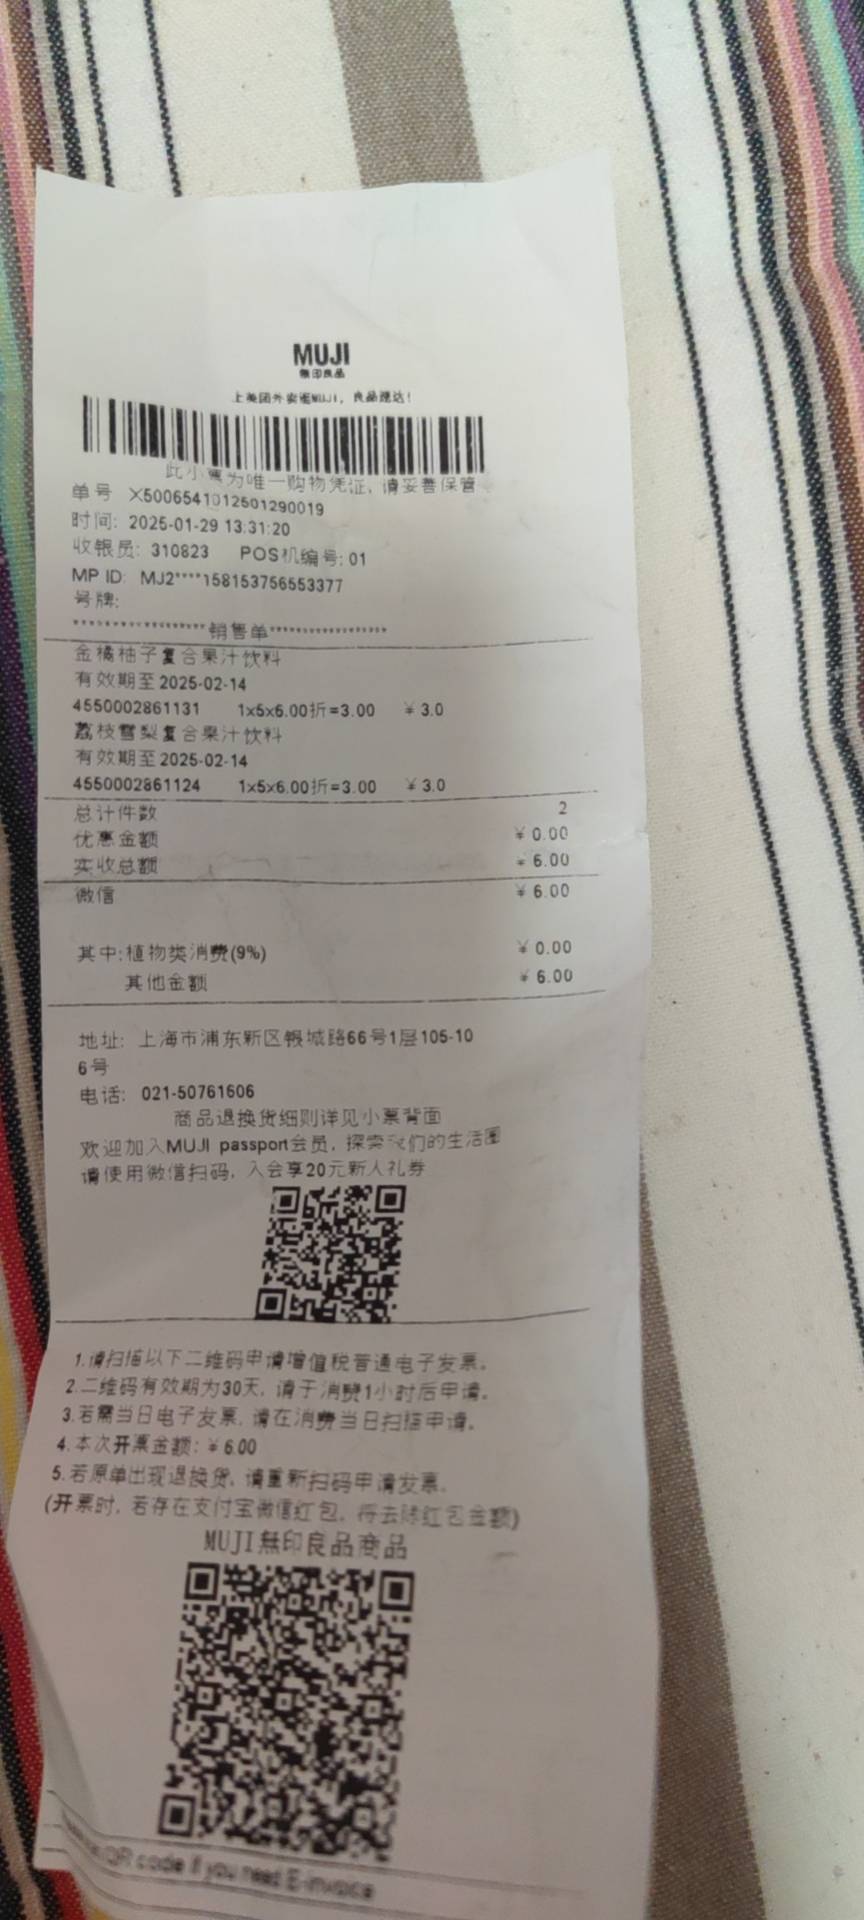 MUJI
無印良品
上美团外卖逛MUJI，良品速达！
此小票为唯一购物凭证，请妥善保管
单号 X5006541012501290019
时间: 2025-01-29 13:31:20
收银员: 310823 POS机编号: 01
MP ID: MJ2****158153756553377
号牌:
******************销售单****************
金橘柚子复合果汁饮料
有效期至 2025-02-14
4550002861131 1x5x6.00折=3.00 ￥3.0
荔枝雪梨复合果汁饮料
有效期至 2025-02-14
4550002861124 1x5x6.00折=3.00 ￥3.0
总计件数 2
优惠金额 ￥0.00
实收总额 ￥6.00
微信 ￥6.00
其中:植物类消费(9%) ￥0.00
其他金额 ￥6.00
地址: 上海市浦东新区银城路66号1层105-10
6号
电话: 021-50761606
商品退换货细则详见小票背面
欢迎加入MUJI passport会员，探索我们的生活圈
请使用微信扫码，入会享20元新人礼券
1.请扫描以下二维码申请增值税普通电子发票。
2.二维码有效期为30天，请于消费1小时后申请。
3.若需当日电子发票，请在消费当日扫描申请。
4.本次开票金额: ￥6.00
5.若原单出现退换货，请重新扫码申请发票。
(开票时，若存在支付宝微信红包，将去除红包金额)
MUJI無印良品商品
QR code if you need E-invoice